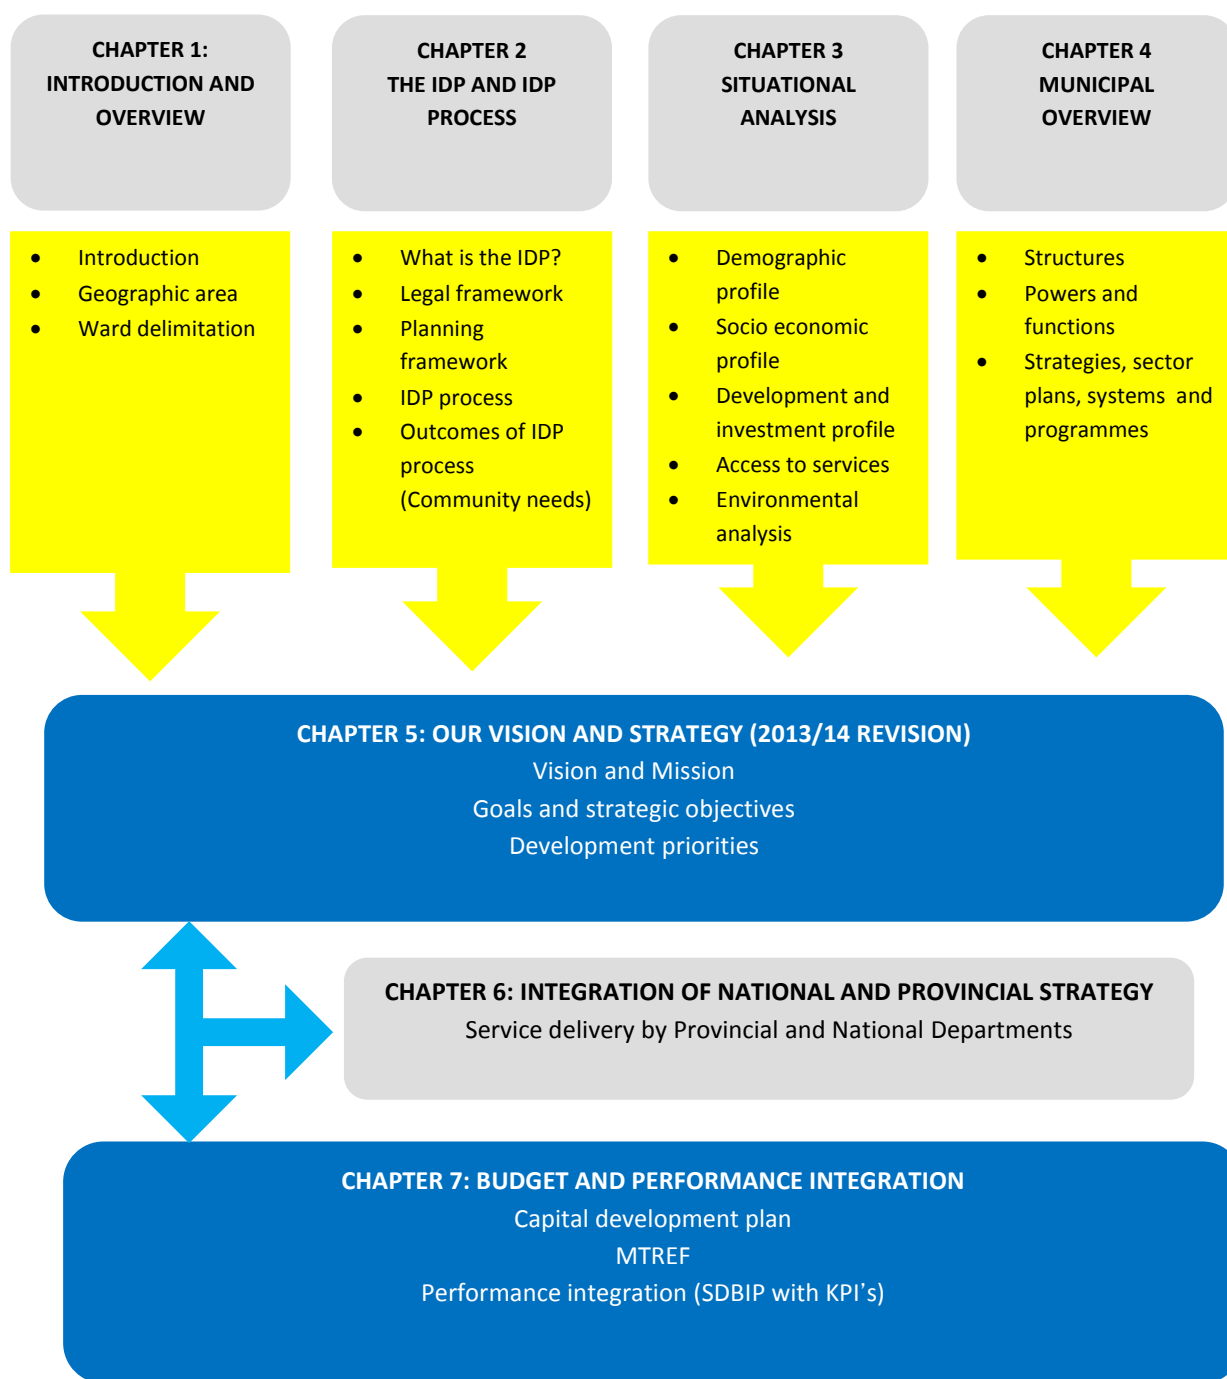 CHAPTER 1:
INTRODUCTION AND
OVERVIEW
CHAPTER 2
THE IDP AND IDP
PROCESS
CHAPTER 3
SITUATIONAL
ANALYSIS
CHAPTER 4
MUNICIPAL
OVERVIEW
• Introduction
• Geographic area
• Ward delimitation
• What is the IDP?
• Legal framework
• Planning
framework
• IDP process
• Outcomes of IDP
process
(Community needs)
• Demographic
profile
• Socio economic
profile
• Development and
investment profile
• Access to services
• Environmental
analysis
• Structures
• Powers and
functions
• Strategies, sector
plans, systems and
programmes
CHAPTER 5: OUR VISION AND STRATEGY (2013/14 REVISION)
Vision and Mission
Goals and strategic objectives
Development priorities
CHAPTER 6: INTEGRATION OF NATIONAL AND PROVINCIAL STRATEGY
Service delivery by Provincial and National Departments
CHAPTER 7: BUDGET AND PERFORMANCE INTEGRATION
Capital development plan
MTREF
Performance integration (SDBIP with KPI’s)